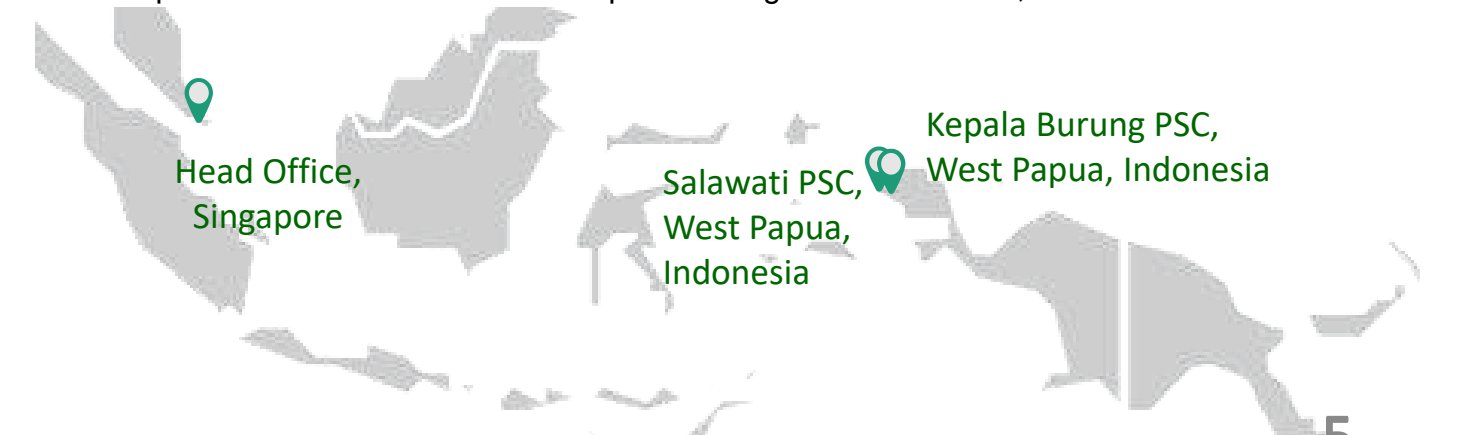 Head Office,
Singapore
Salawati PSC,
West Papua,
Indonesia
Kepala Burung PSC,
West Papua, Indonesia